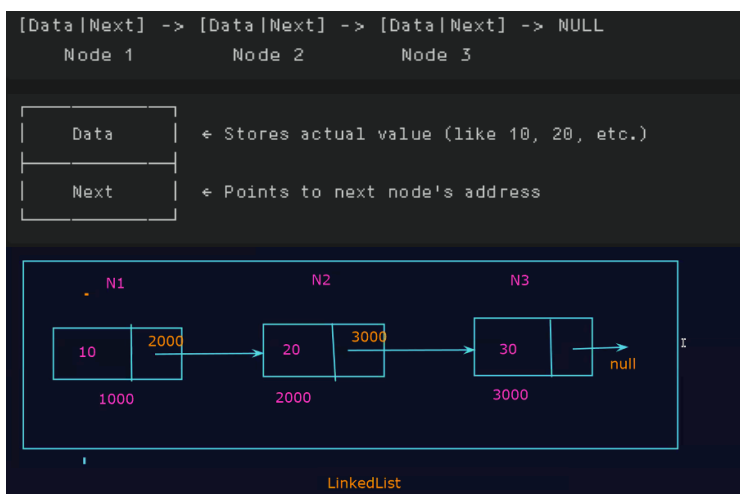 [Data|Next] -> [Data|Next] -> [Data|Next] -> NULL
Node 1 Node 2 Node 3
Data ← Stores actual value (like 10, 20, etc.)
Next ← Points to next node's address
N1 N2 N3
10 2000 20 3000 30 null
1000 2000 3000
LinkedList